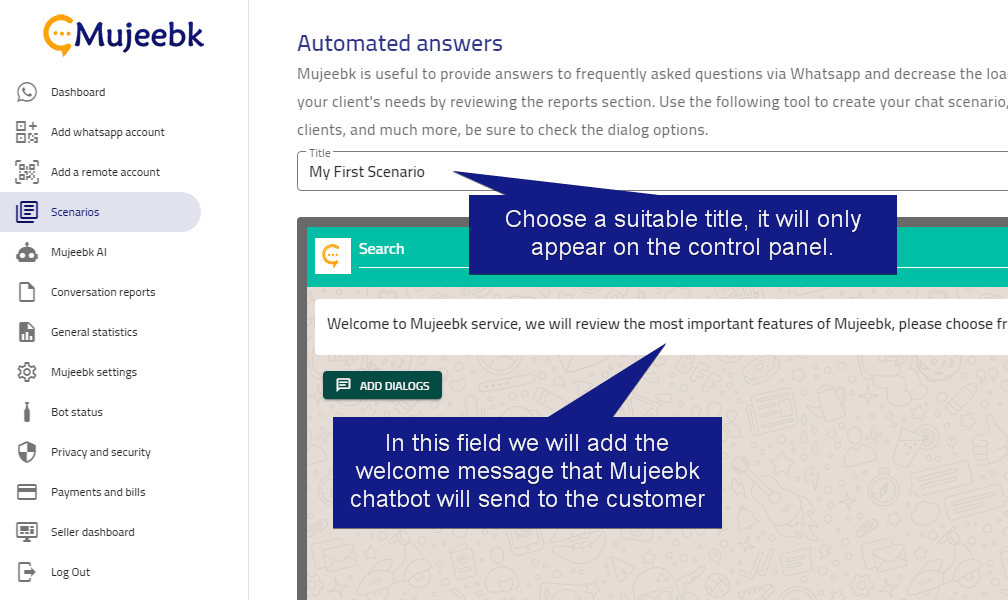 Mujeebk
Dashboard
Add whatsapp account
Add a remote account
Scenarios
Mujeebk AI
Conversation reports
General statistics
Mujeebk settings
Bot status
Privacy and security
Payments and bills
Seller dashboard
Log Out
Automated answers
Mujeebk is useful to provide answers to frequently asked questions via Whatsapp and decrease the loa
your client's needs by reviewing the reports section. Use the following tool to create your chat scenario,
clients, and much more, be sure to check the dialog options.
Title
My First Scenario
Choose a suitable title, it will only
appear on the control panel.
Search
Welcome to Mujeebk service, we will review the most important features of Mujeebk, please choose fr
ADD DIALOGS
In this field we will add the
welcome message that Mujeebk
chatbot will send to the customer